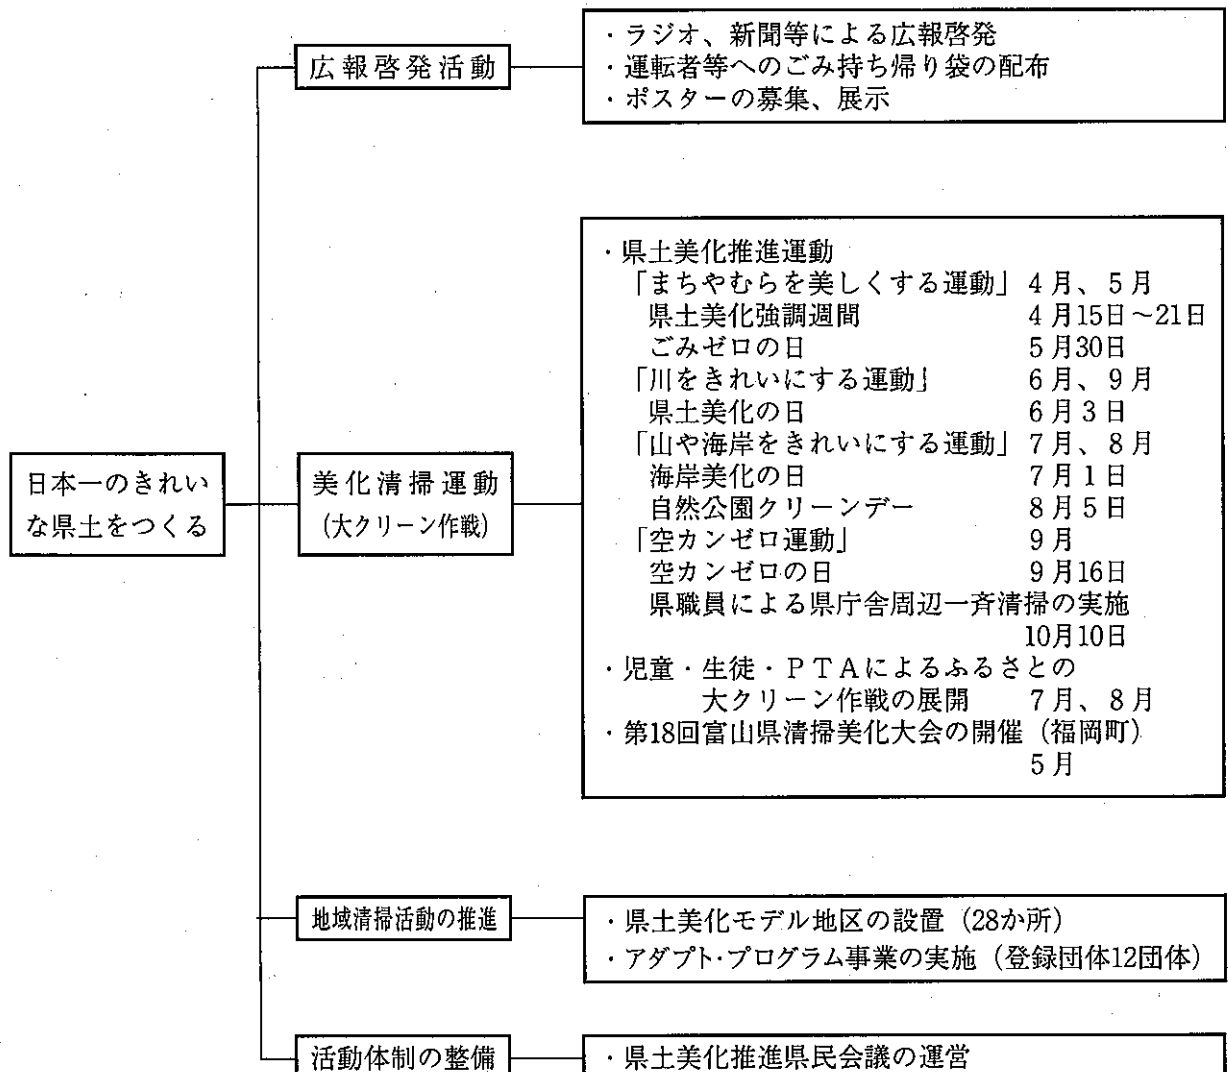 広報啓発活動
・ラジオ、新聞等による広報啓発
・運転者等へのごみ持ち帰り袋の配布
・ポスターの募集、展示
日本一のきれい
な県土をつくる
美化清掃運動
(大クリーン作戦)
・県土美化推進運動
「まちやむらを美しくする運動」 4月、5月
県土美化強調週間 4月15日～21日
ごみゼロの日 5月30日
「川をきれいにする運動」 6月、9月
県土美化の日 6月3日
「山や海岸をきれいにする運動」 7月、8月
海岸美化の日 7月1日
自然公園クリーンデー 8月5日
「空カンゼロ運動」 9月
空カンゼロの日 9月16日
県職員による県庁舎周辺一斉清掃の実施
10月10日
・児童・生徒・ＰＴＡによるふるさとの
大クリーン作戦の展開 7月、8月
・第18回富山県清掃美化大会の開催（福岡町）
5月
地域清掃活動の推進
・県土美化モデル地区の設置（28か所）
・アダプト・プログラム事業の実施（登録団体12団体）
活動体制の整備
・県土美化推進県民会議の運営